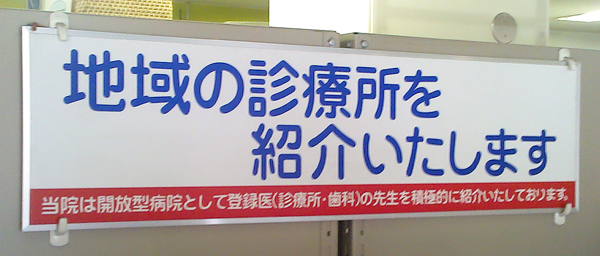 地域の診療所を
紹介いたします
当院は開放型病院として登録医(診療所・歯科)の先生を積極的に紹介いたしております。